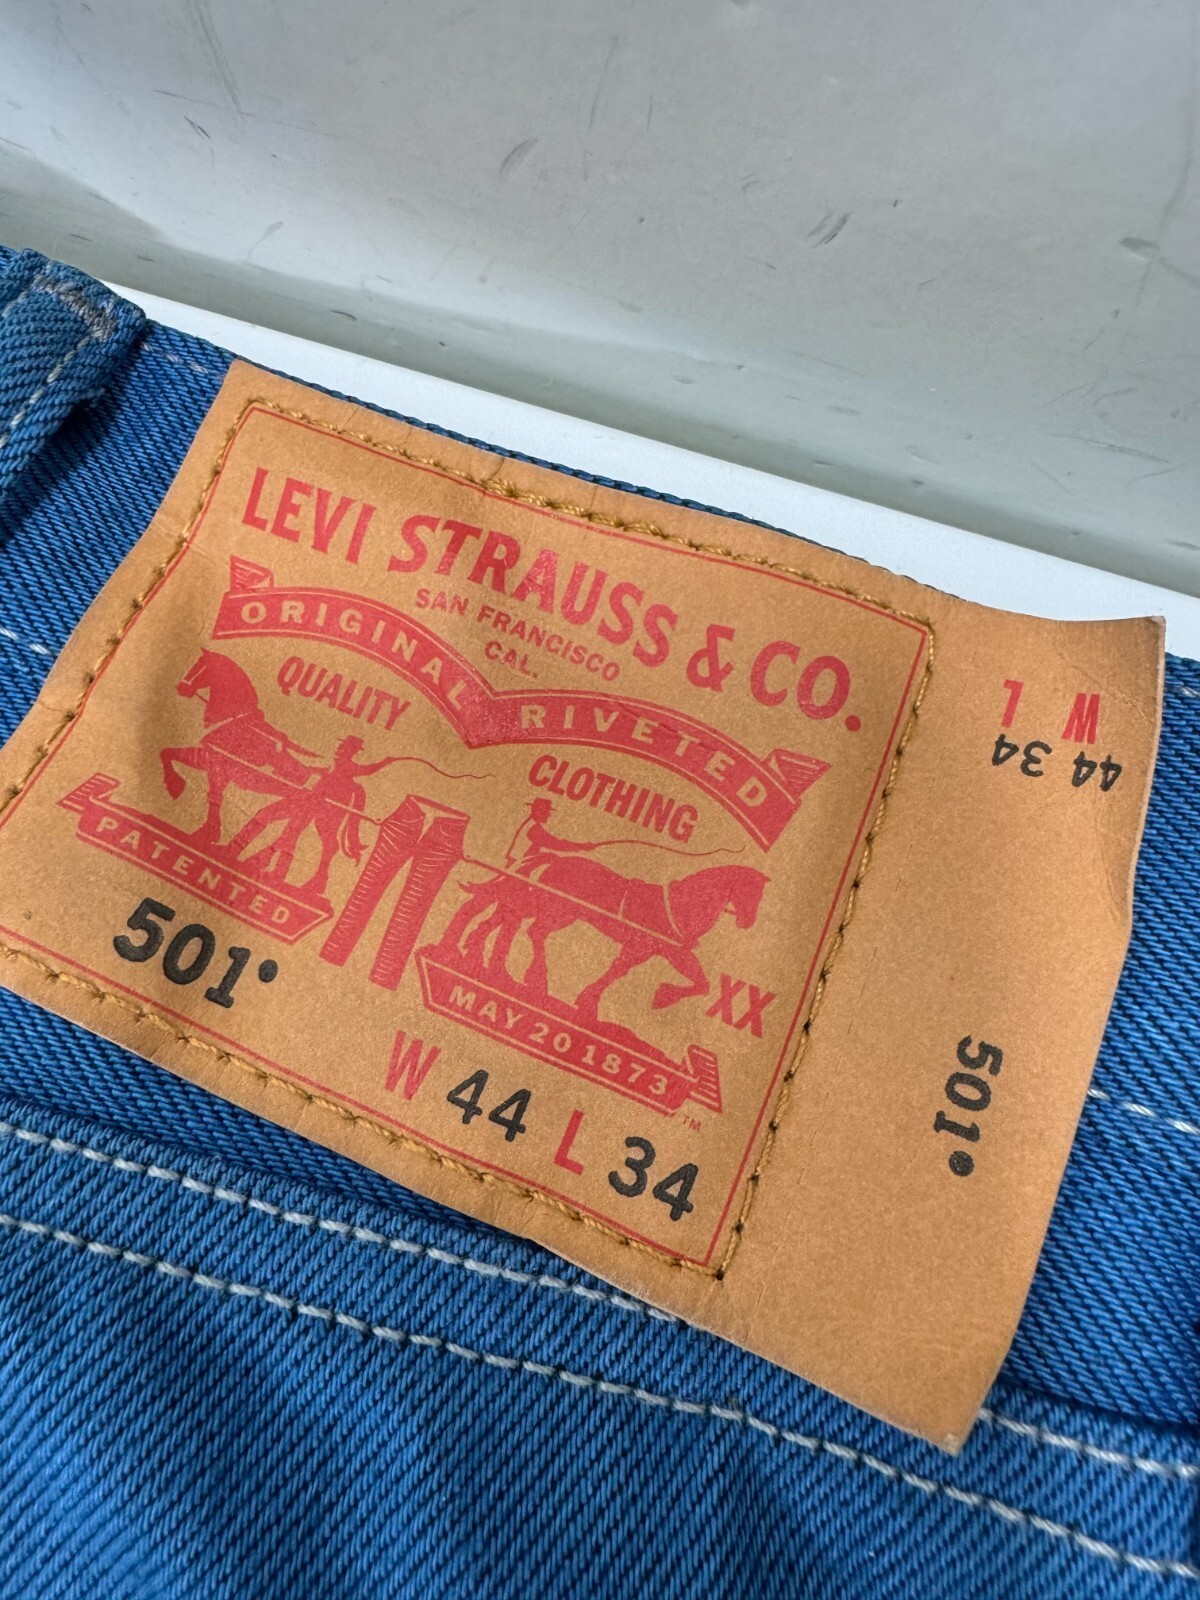 LEVI STRAUSS & CO.
SAN FRANCISCO
CAL.
ORIGINAL RIVETED
QUALITY CLOTHING
PATENTED
XX
MAY 20 1873 ™
501®
W 44 L 34
W L
44 34
501®